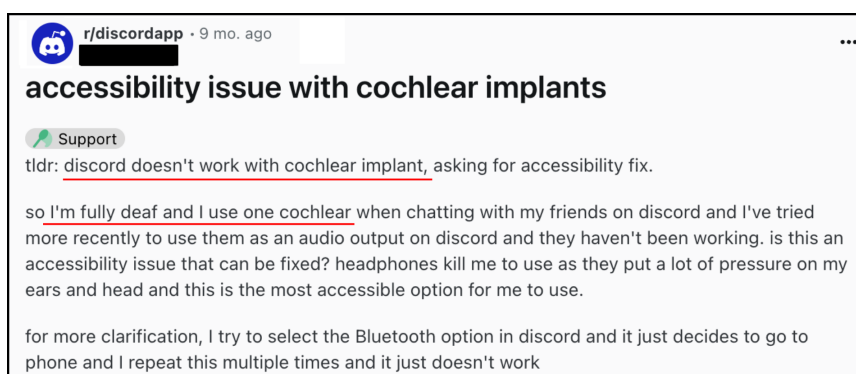 r/discordapp • 9 mo. ago
accessibility issue with cochlear implants
Support
tldr: discord doesn't work with cochlear implant, asking for accessibility fix.
so I'm fully deaf and I use one cochlear when chatting with my friends on discord and I've tried
more recently to use them as an audio output on discord and they haven't been working. is this an
accessibility issue that can be fixed? headphones kill me to use as they put a lot of pressure on my
ears and head and this is the most accessible option for me to use.
for more clarification, I try to select the Bluetooth option in discord and it just decides to go to
phone and I repeat this multiple times and it just doesn't work